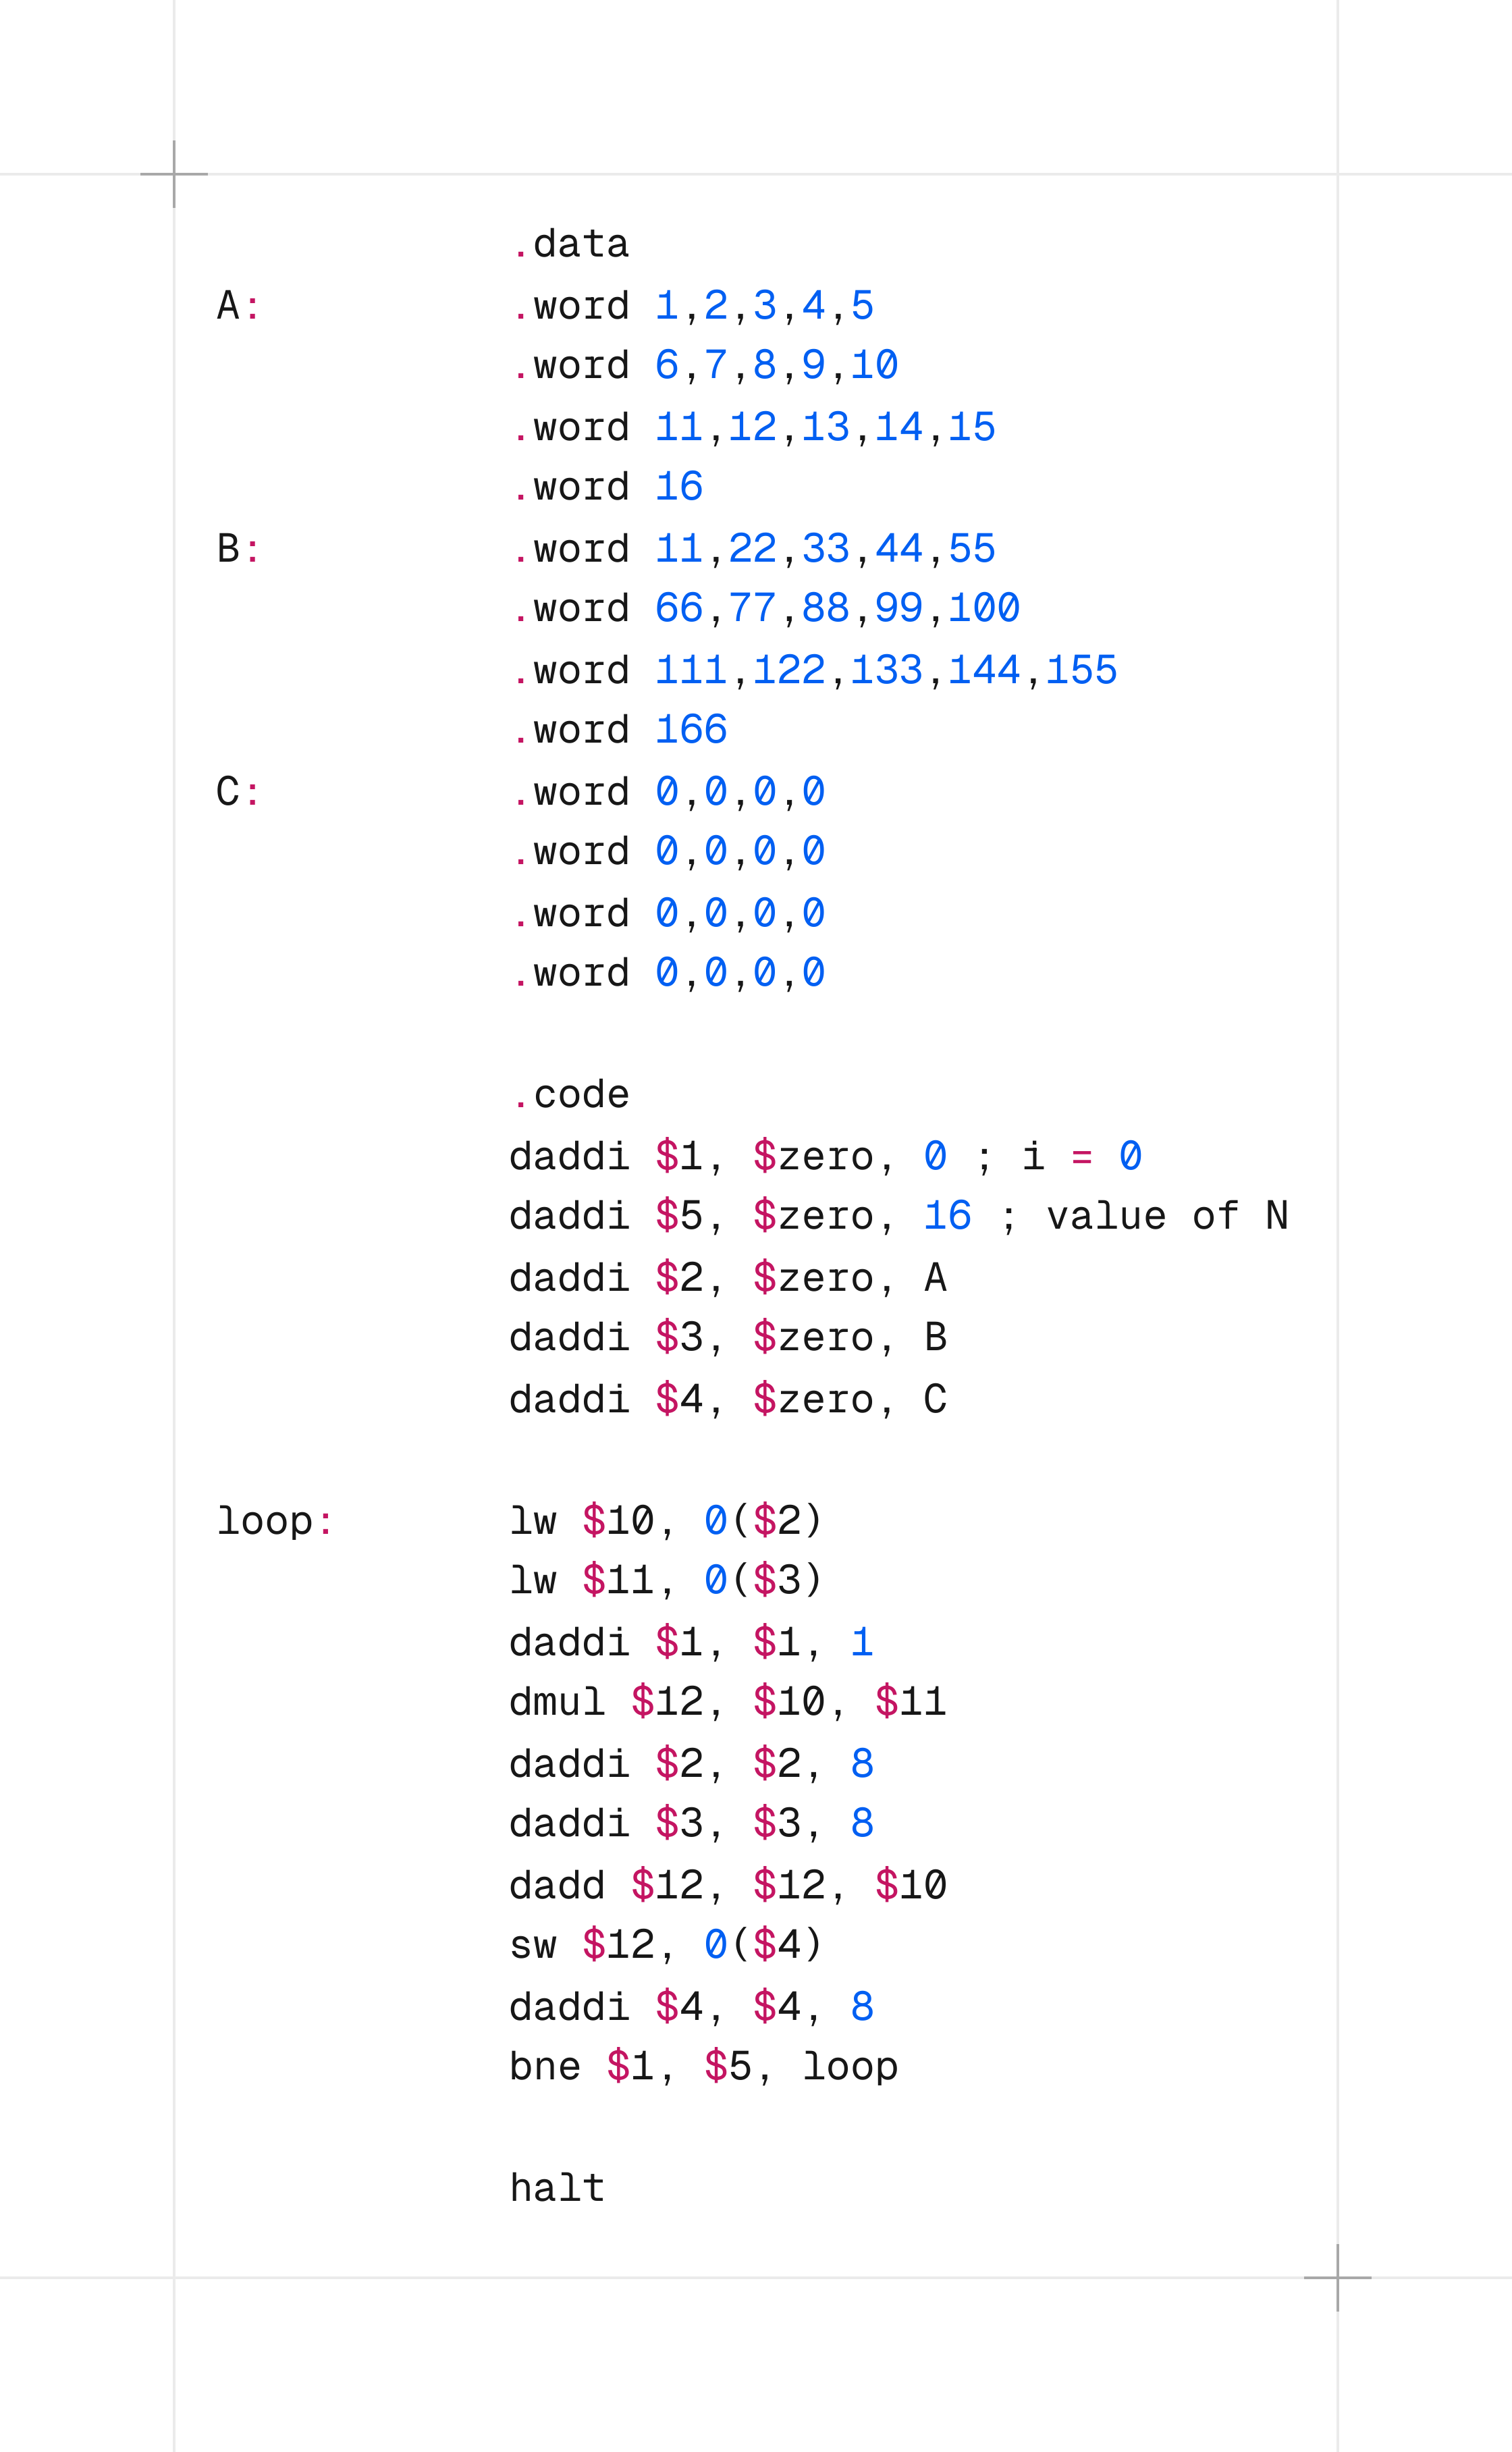 .data
A: .word 1,2,3,4,5
.word 6,7,8,9,10
.word 11,12,13,14,15
.word 16
B: .word 11,22,33,44,55
.word 66,77,88,99,100
.word 111,122,133,144,155
.word 166
C: .word 0,0,0,0
.word 0,0,0,0
.word 0,0,0,0
.word 0,0,0,0
.code
daddi $1, $zero, 0 ; i = 0
daddi $5, $zero, 16 ; value of N
daddi $2, $zero, A
daddi $3, $zero, B
daddi $4, $zero, C
loop: lw $10, 0($2)
lw $11, 0($3)
daddi $1, $1, 1
dmul $12, $10, $11
daddi $2, $2, 8
daddi $3, $3, 8
dadd $12, $12, $10
sw $12, 0($4)
daddi $4, $4, 8
bne $1, $5, loop
halt